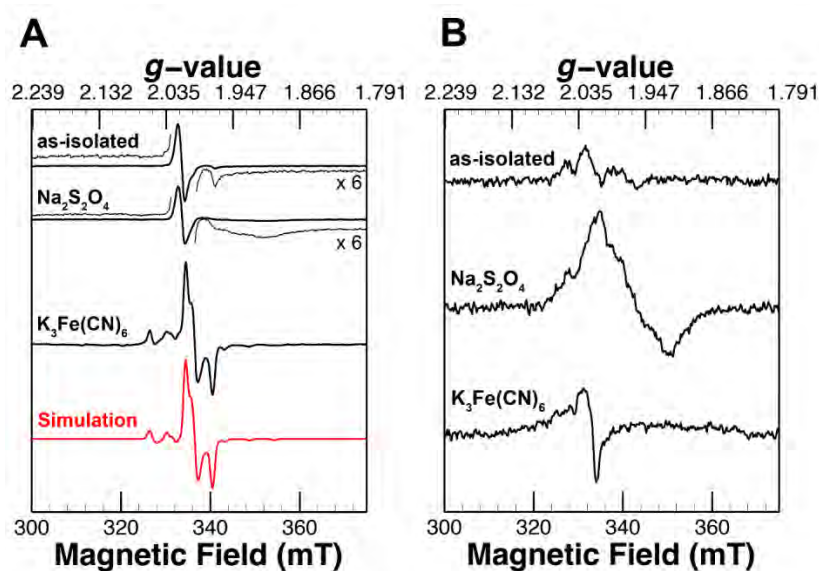 A
g-value
2.239 2.132 2.035 1.947 1.866 1.791
as-isolated
x 6
Na₂S₂O₄
x 6
K₃Fe(CN)₆
Simulation
300 320 340 360
Magnetic Field (mT)
B
g-value
2.239 2.132 2.035 1.947 1.866 1.791
as-isolated
Na₂S₂O₄
K₃Fe(CN)₆
300 320 340 360
Magnetic Field (mT)